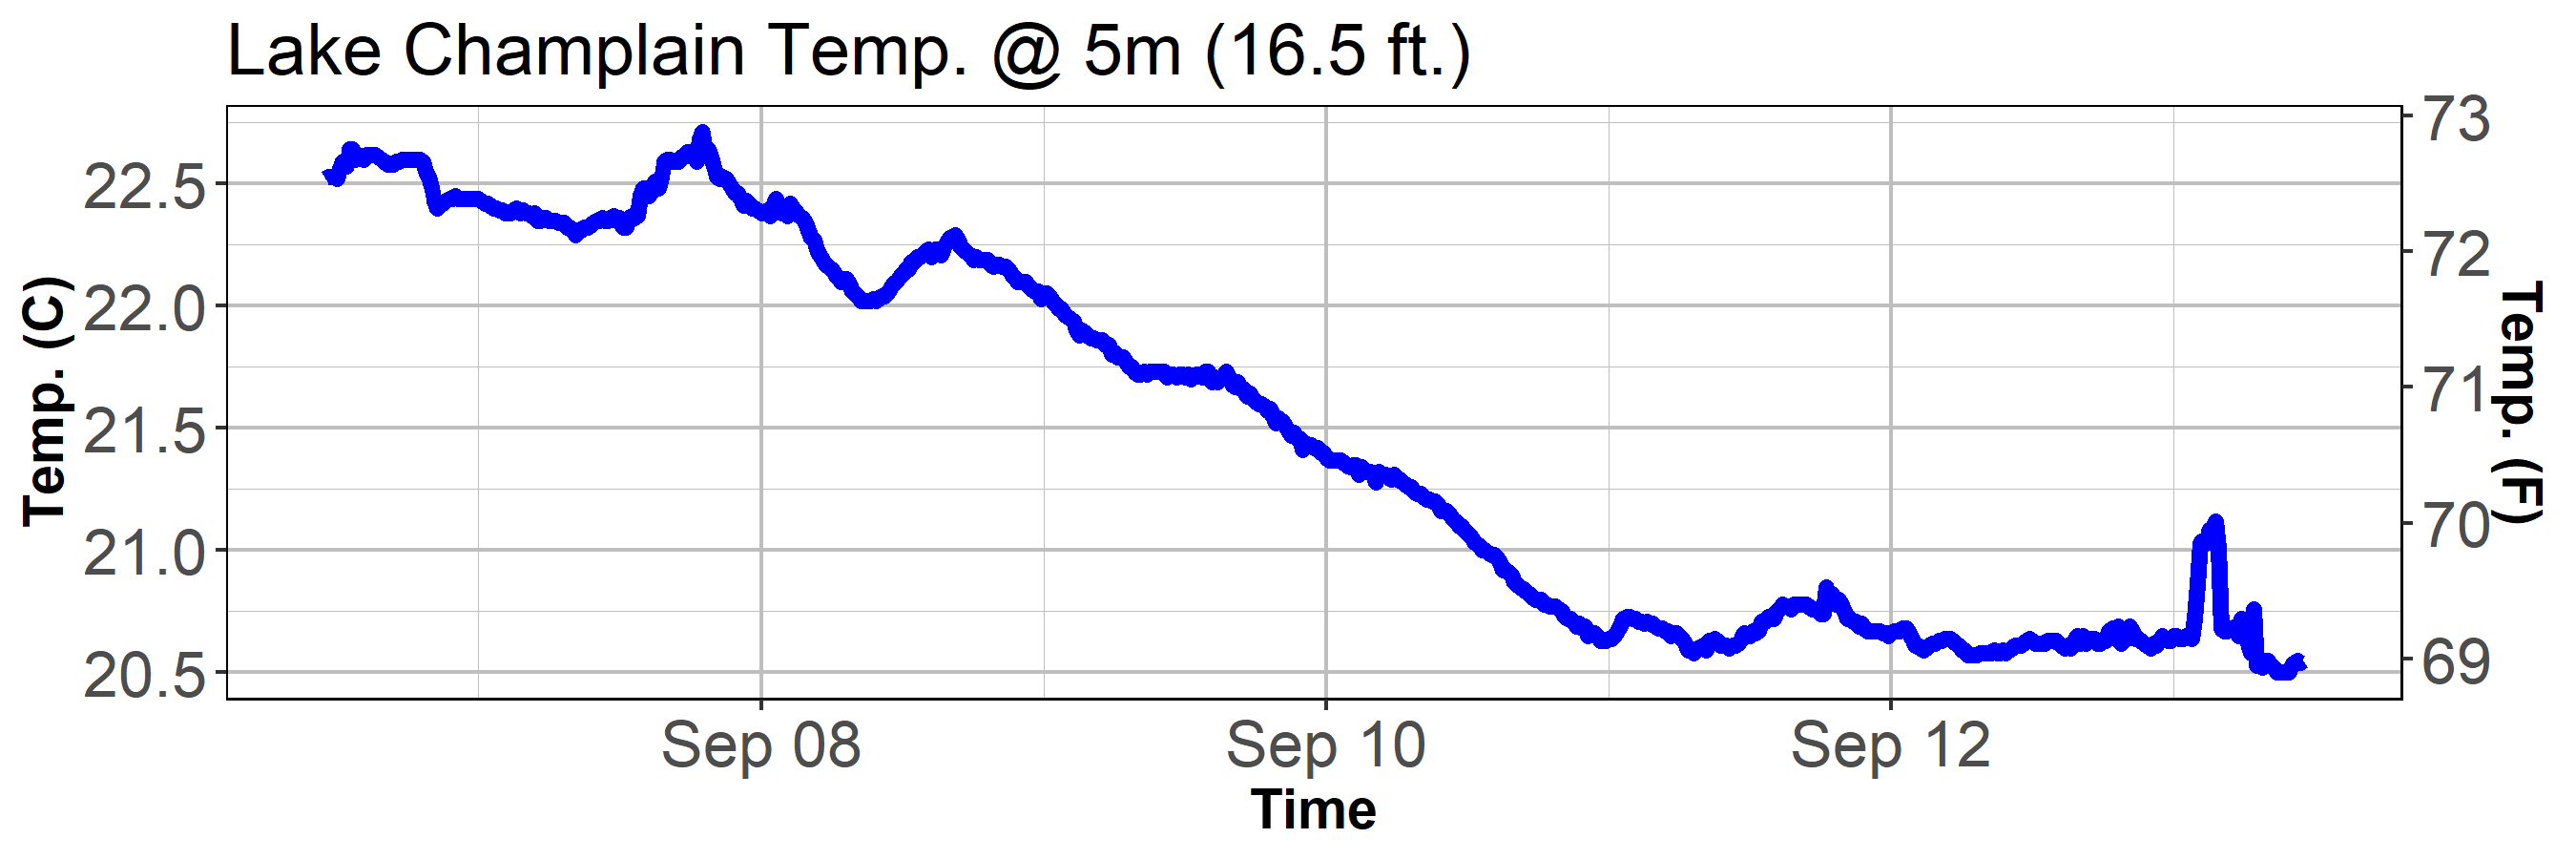 Lake Champlain Temp. @ 5m (16.5 ft.)
Temp. (C)
22.5
22.0
21.5
21.0
20.5
73
72
71
70
69
Temp. (F)
Sep 08
Sep 10
Sep 12
Time